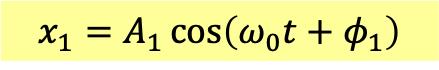 x₁ = A₁ cos(ω₀t + ϕ₁)